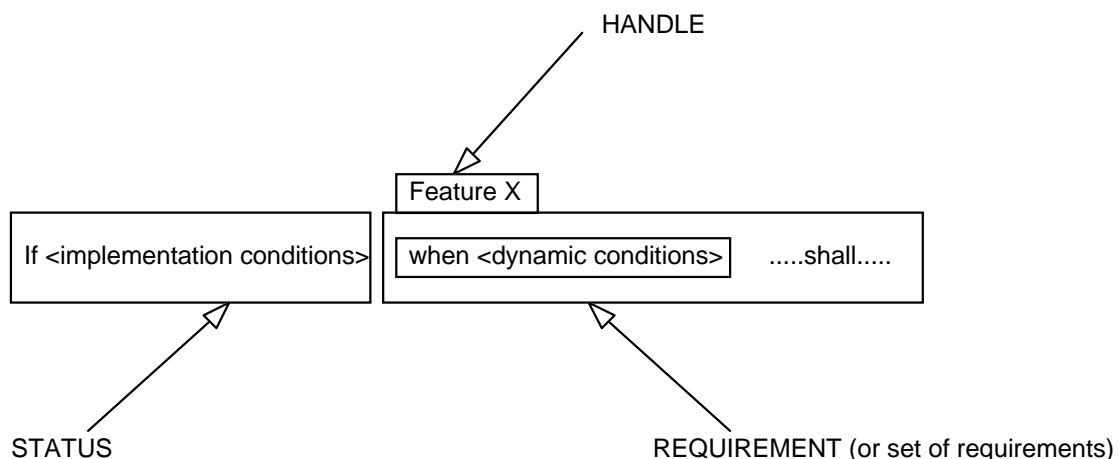 HANDLE
Feature X
If <implementation conditions>
when <dynamic conditions>
.....shall.....
STATUS
REQUIREMENT (or set of requirements)